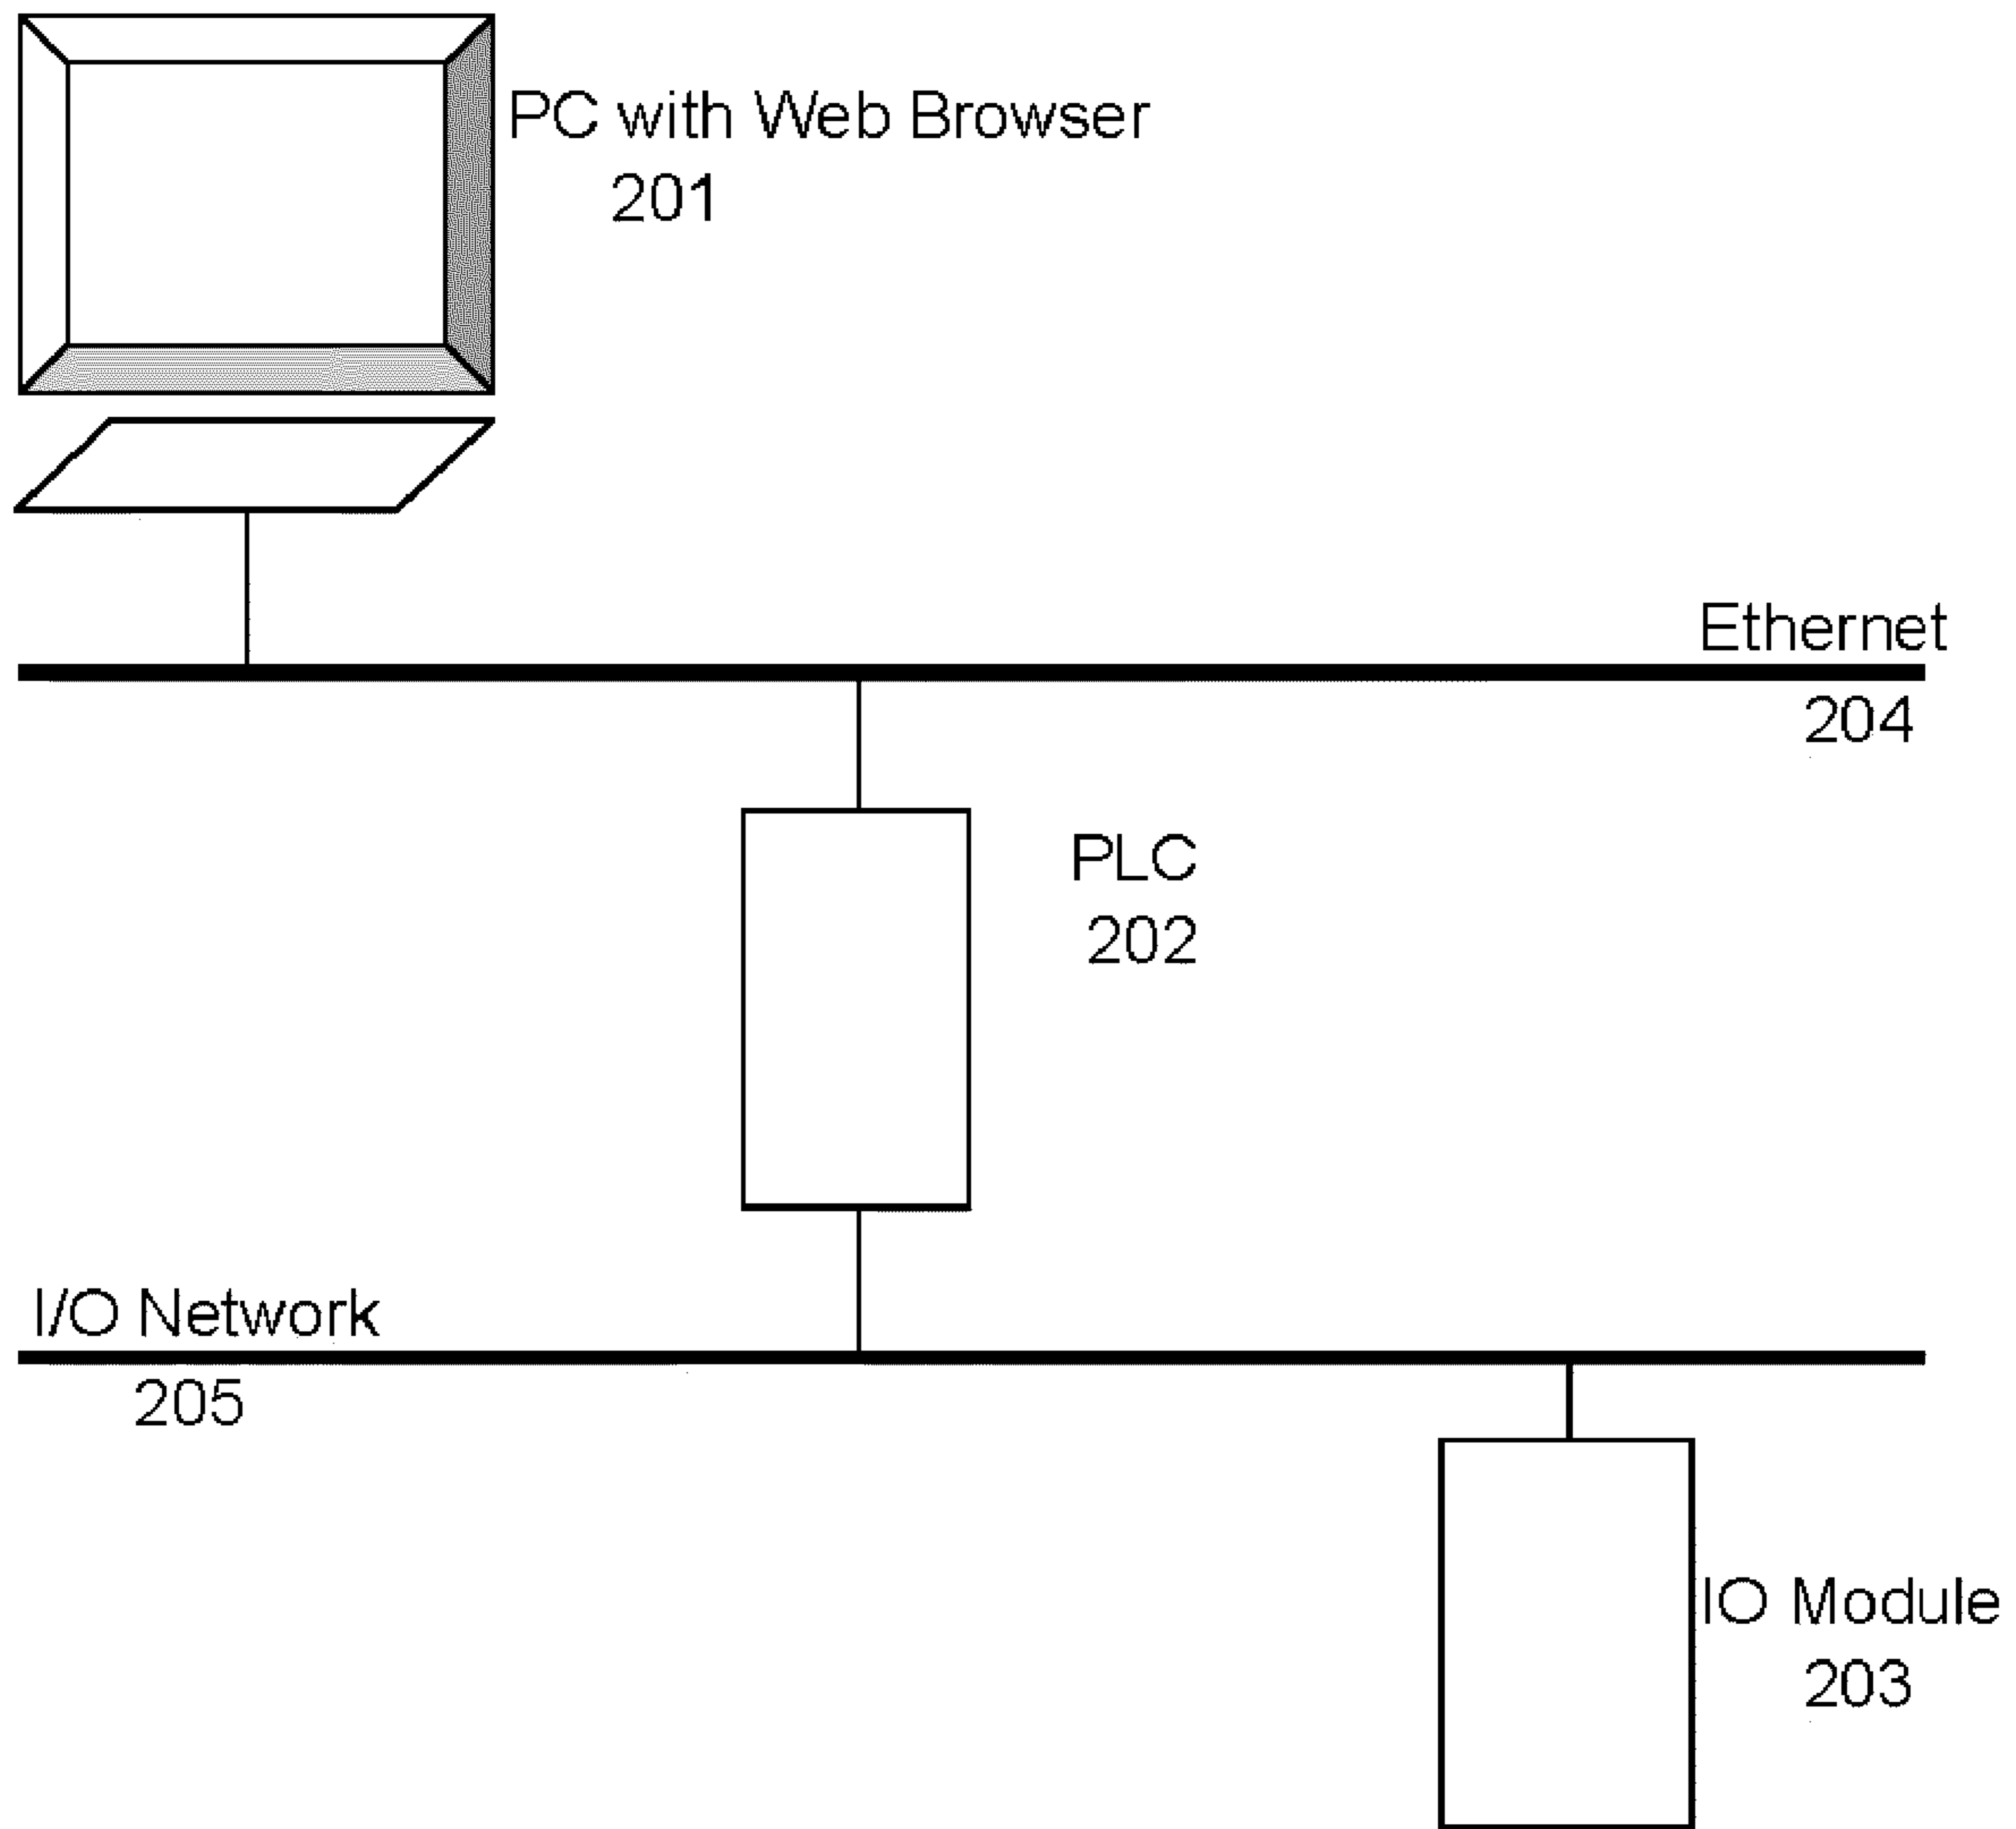 PC with Web Browser
201
Ethernet
204
PLC
202
I/O Network
205
IO Module
203